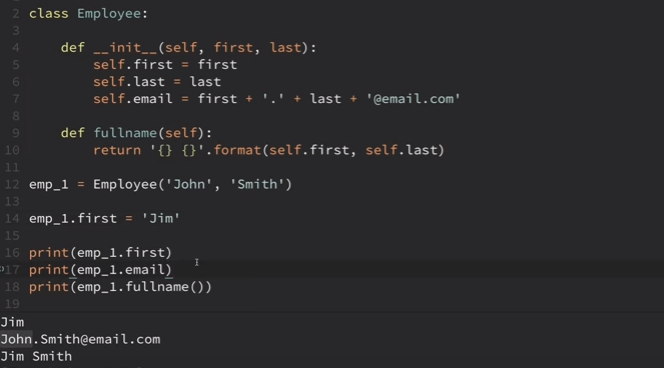 2 class Employee:
3
4     def __init__(self, first, last):
5         self.first = first
6         self.last = last
7         self.email = first + '.' + last + '@email.com'
8
9     def fullname(self):
10         return '{} {}'.format(self.first, self.last)
11
12 emp_1 = Employee('John', 'Smith')
13
14 emp_1.first = 'Jim'
15
16 print(emp_1.first)
17 print(emp_1.email)
18 print(emp_1.fullname())
19
Jim
John.Smith@email.com
Jim Smith